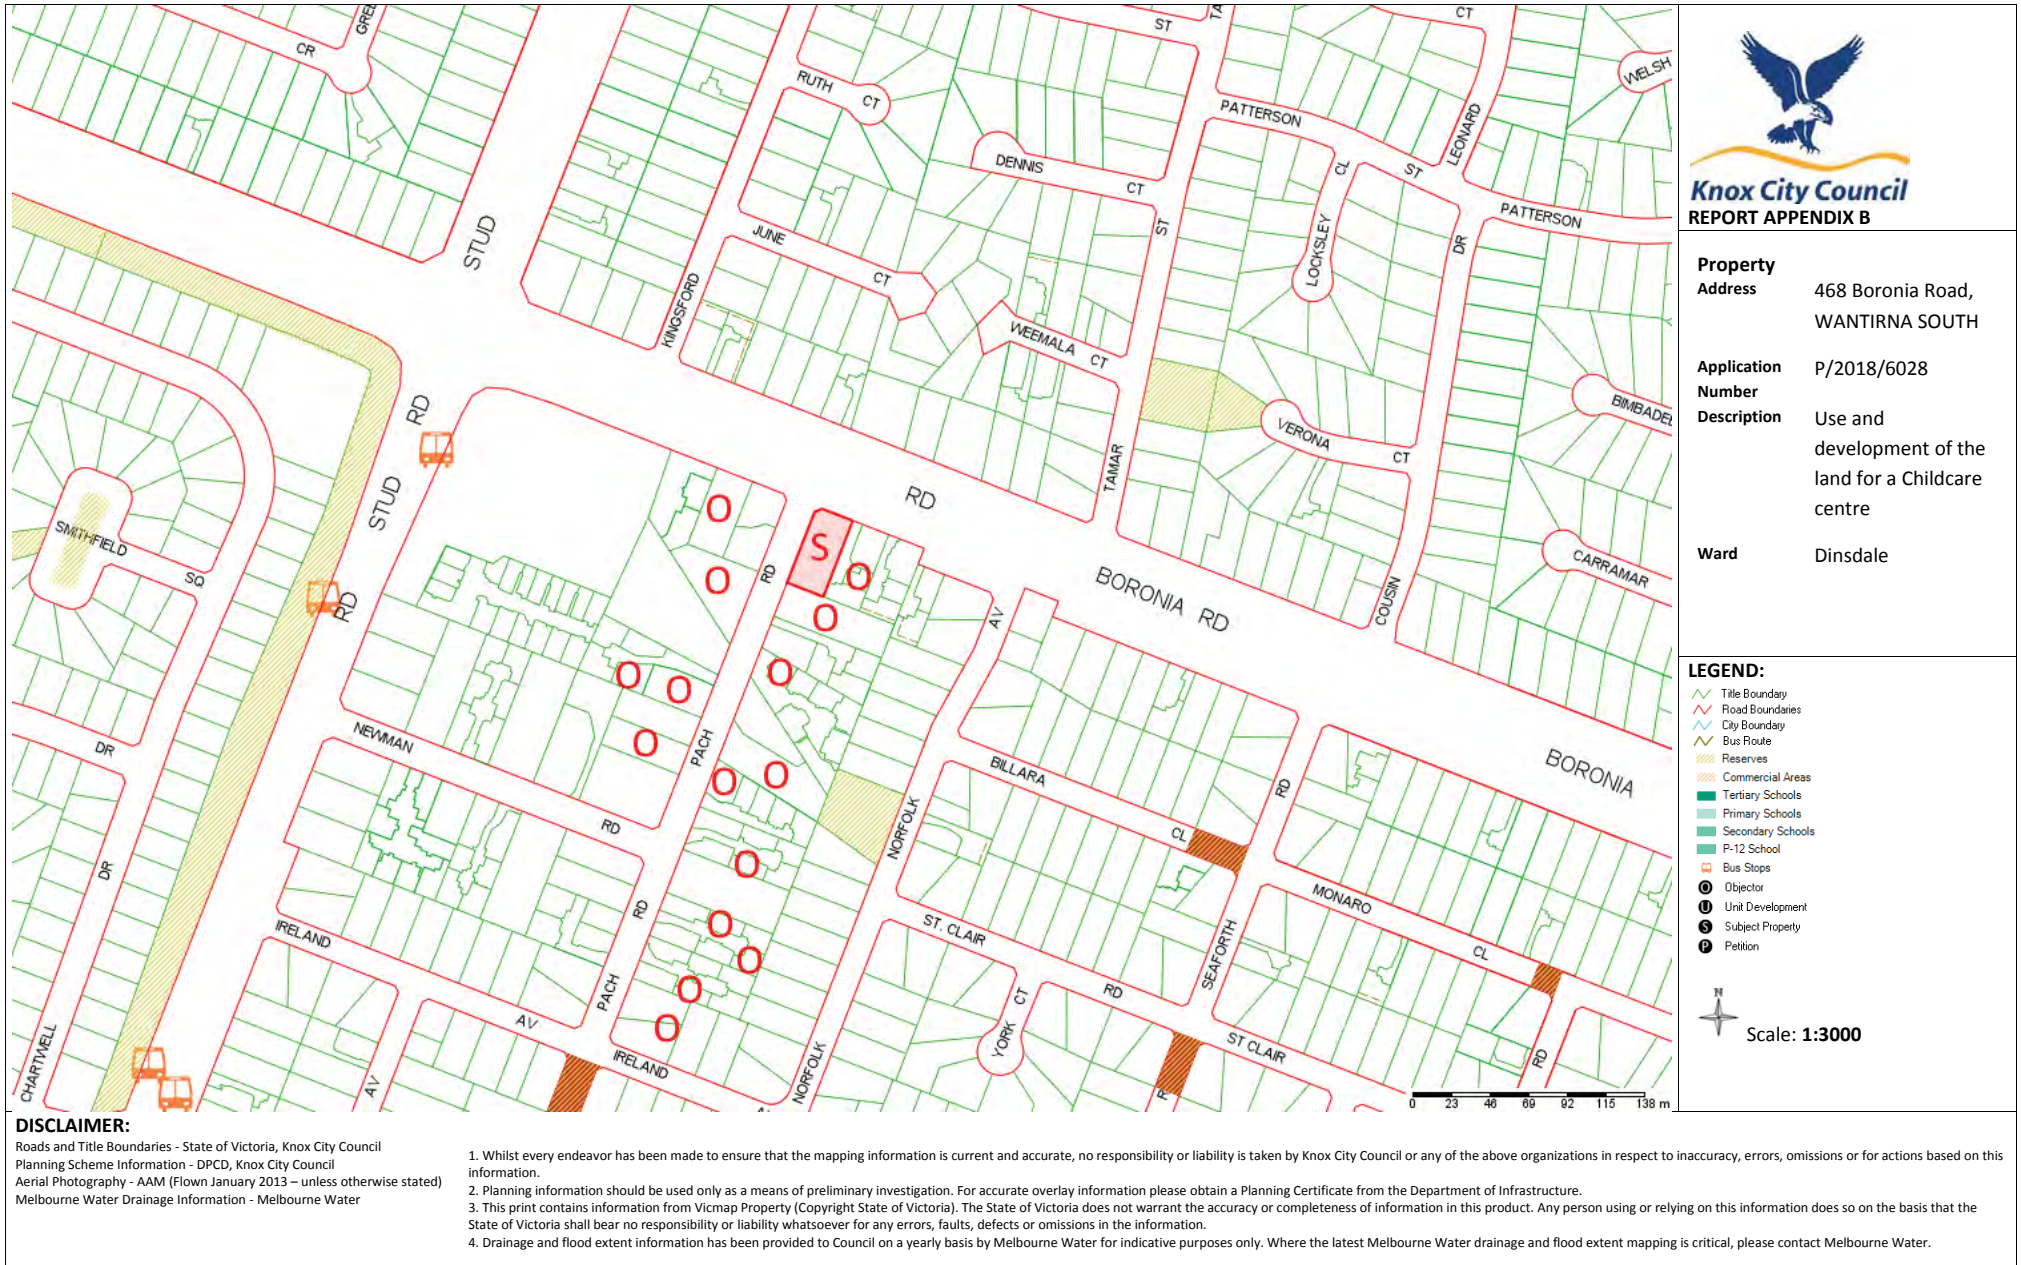 GREE
CR
STUD
RUTH
CT
ST
TA
CT
WELSH
PATTERSON
LEONARD
CL
ST
DENNIS
CT
PATTERSON
ST
LOCKSLEY
DR
JUNE
CT
KINGSFORD
WEEMALA CT
BIMBADEL
VERONA
CT
TAMAR
RD
STUD
RD
RD
SMITHFIELD
SQ
O
S
O
O
O
RD
BORONIA RD
COUSIN
CARRAMAR
AV
O
O
O
O
PACH
NEWMAN
RD
DR
DR
O
O
BILLARA
CL
RD
BORONIA
NORFOLK
O
MONARO
CL
RD
PACH
O
O
O
O
IRELAND
AV
IRELAND
ST. CLAIR
RD
SEAFORTH
YORK CT
ST CLAIR
RD
R
CHARTWELL
AV
NORFOLK
0 23 46 69 92 115 138 m
Knox City Council
REPORT APPENDIX B
Property
Address 468 Boronia Road,
WANTIRNA SOUTH
Application P/2018/6028
Number
Description Use and
development of the
land for a Childcare
centre
Ward Dinsdale
LEGEND:
Title Boundary
Road Boundaries
City Boundary
Bus Route
Reserves
Commercial Areas
Tertiary Schools
Primary Schools
Secondary Schools
P-12 School
Bus Stops
O Objector
U Unit Development
S Subject Property
P Petition
N
Scale: 1:3000
DISCLAIMER:
Roads and Title Boundaries - State of Victoria, Knox City Council
Planning Scheme Information - DPCD, Knox City Council
Aerial Photography - AAM (Flown January 2013 – unless otherwise stated)
Melbourne Water Drainage Information - Melbourne Water
1. Whilst every endeavor has been made to ensure that the mapping information is current and accurate, no responsibility or liability is taken by Knox City Council or any of the above organizations in respect to inaccuracy, errors, omissions or for actions based on this
information.
2. Planning information should be used only as a means of preliminary investigation. For accurate overlay information please obtain a Planning Certificate from the Department of Infrastructure.
3. This print contains information from Vicmap Property (Copyright State of Victoria). The State of Victoria does not warrant the accuracy or completeness of information in this product. Any person using or relying on this information does so on the basis that the
State of Victoria shall bear no responsibility or liability whatsoever for any errors, faults, defects or omissions in the information.
4. Drainage and flood extent information has been provided to Council on a yearly basis by Melbourne Water for indicative purposes only. Where the latest Melbourne Water drainage and flood extent mapping is critical, please contact Melbourne Water.